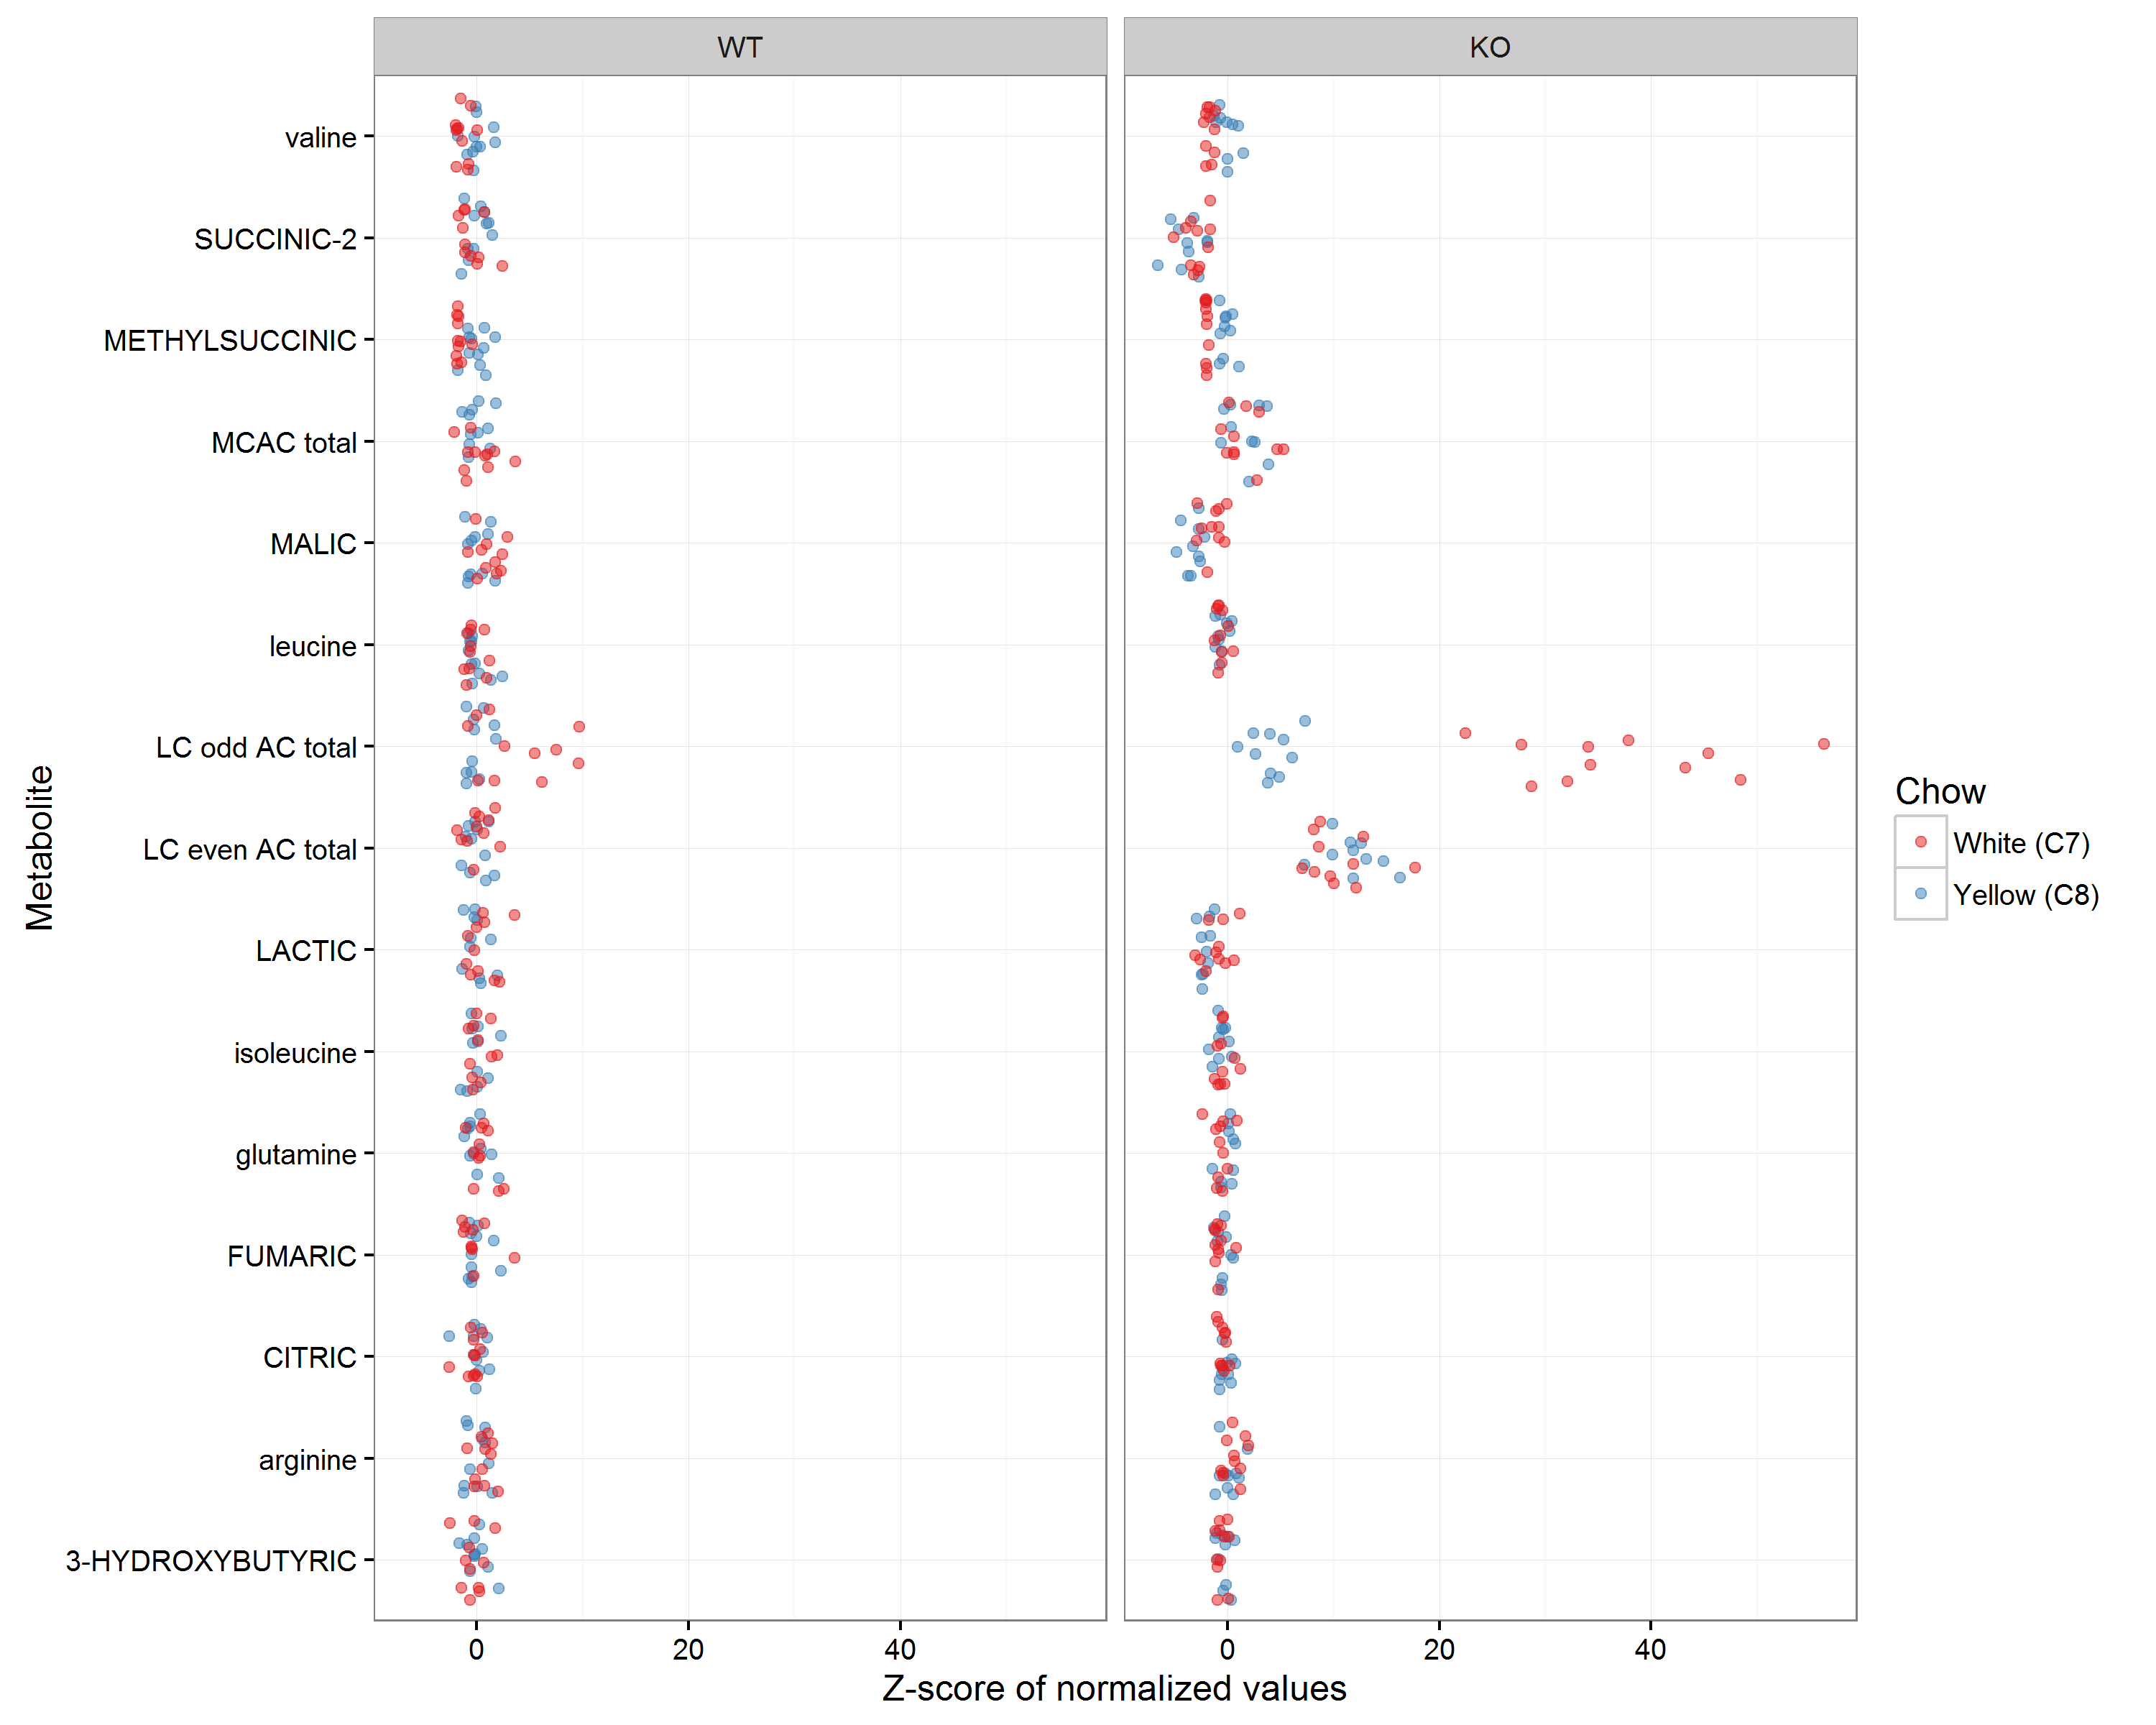 WT
KO
valine
SUCCINIC-2
METHYLSUCCINIC
MCAC total
MALIC
leucine
LC odd AC total
LC even AC total
LACTIC
isoleucine
glutamine
FUMARIC
CITRIC
arginine
3-HYDROXYBUTYRIC
Metabolite
0 20 40
0 20 40
Z-score of normalized values
Chow
White (C7)
Yellow (C8)